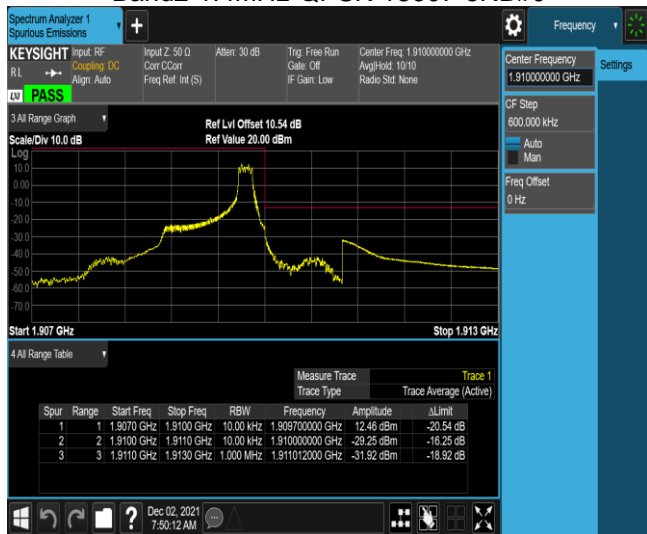 Spectrum Analyzer 1
Spurious Emissions
Frequency
KEYSIGHT
Input: RF
Coupling: DC
Align: Auto
Input Z: 50 Ω
Corr CCorr
Freq Ref: Int (S)
Atten: 30 dB
Trig: Free Run
Gate: Off
IF Gain: Low
Center Freq: 1.910000000 GHz
Avg|Hold: 10/10
Radio Std: None
RL
LXI PASS
Center Frequency
1.910000000 GHz
Settings
CF Step
600.000 kHz
Auto
Man
Freq Offset
0 Hz
3 All Range Graph
Ref Lvl Offset 10.54 dB
Scale/Div 10.0 dB
Ref Value 20.00 dBm
Log
10.0
0.00
-10.0
-20.0
-30.0
-40.0
-50.0
-60.0
-70.0
Start 1.907 GHz
Stop 1.913 GHz
4 All Range Table
Measure Trace Trace 1
Trace Type Trace Average (Active)
Spur Range Start Freq Stop Freq RBW Frequency Amplitude ΔLimit
1 1 1.9070 GHz 1.9100 GHz 10.00 kHz 1.909700000 GHz 12.46 dBm -20.54 dB
2 2 1.9100 GHz 1.9110 GHz 10.00 kHz 1.910000000 GHz -29.25 dBm -16.25 dB
3 3 1.9110 GHz 1.9130 GHz 1.000 MHz 1.911012000 GHz -31.92 dBm -18.92 dB
?
Dec 02, 2021
7:50:12 AM